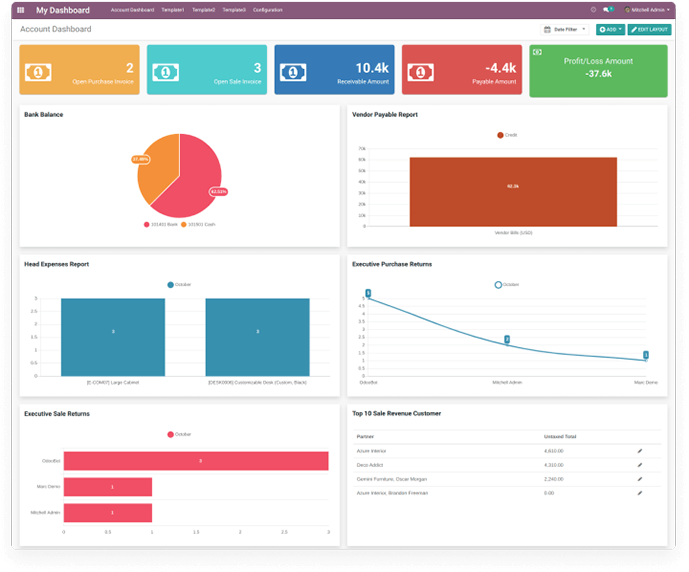 My Dashboard Account Dashboard Template1 Template2 Template3 Configuration Mitchell Admin
Account Dashboard Date Filter ADD EDIT LAYOUT
2
Open Purchase Invoice
3
Open Sale Invoice
10.4k
Receivable Amount
-4.4k
Payable Amount
Profit/Loss Amount
-37.6k
Bank Balance
37.48%
62.52%
101401 Bank 101501 Cash
Vendor Payable Report
Credit
70k
60k
50k
40k
30k
20k
10k
0
62.3k
Vendor Bills (USD)
Head Expenses Report
October
3
2.5
2
1.5
1
0.5
0
3 3
[E-COM07] Large Cabinet [DESK0006] Customizable Desk (Custom, Black)
Executive Purchase Returns
October
5
4.5
4
3.5
3
2.5
2
1.5
1
0.5
0
5
2
1
OdooBot Mitchell Admin Marc Demo
Executive Sale Returns
October
OdooBot 3
Marc Demo 1
Mitchell Admin 1
0 0.5 1 1.5 2 2.5 3
Top 10 Sale Revenue Customer
Partner Untaxed Total
Azure Interior 4,610.00
Deco Addict 4,310.00
Gemini Furniture, Oscar Morgan 2,240.00
Azure Interior, Brandon Freeman 0.00